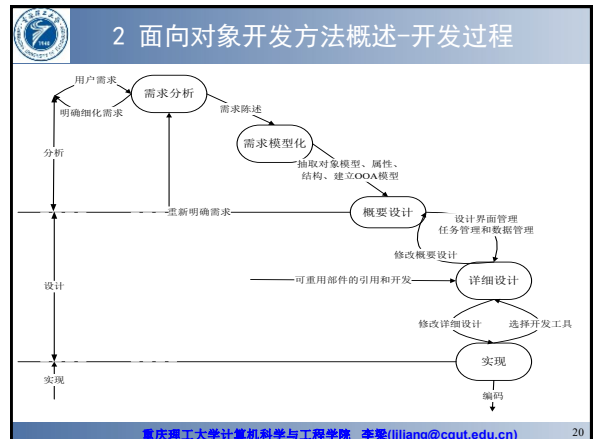 2 面向对象开发方法概述-开发过程
用户需求
需求分析
明确细化需求
需求陈述
需求模型化
分析
抽取对象模型、属性、
结构、建立OOA模型
重新明确需求
概要设计
设计界面管理
任务管理和数据管理
修改概要设计
设计
可重用部件的引用和开发
详细设计
修改详细设计
选择开发工具
实现
实现
编码
重庆理工大学计算机科学与工程学院 李梁(liliang@cqut.edu.cn)
20
1940